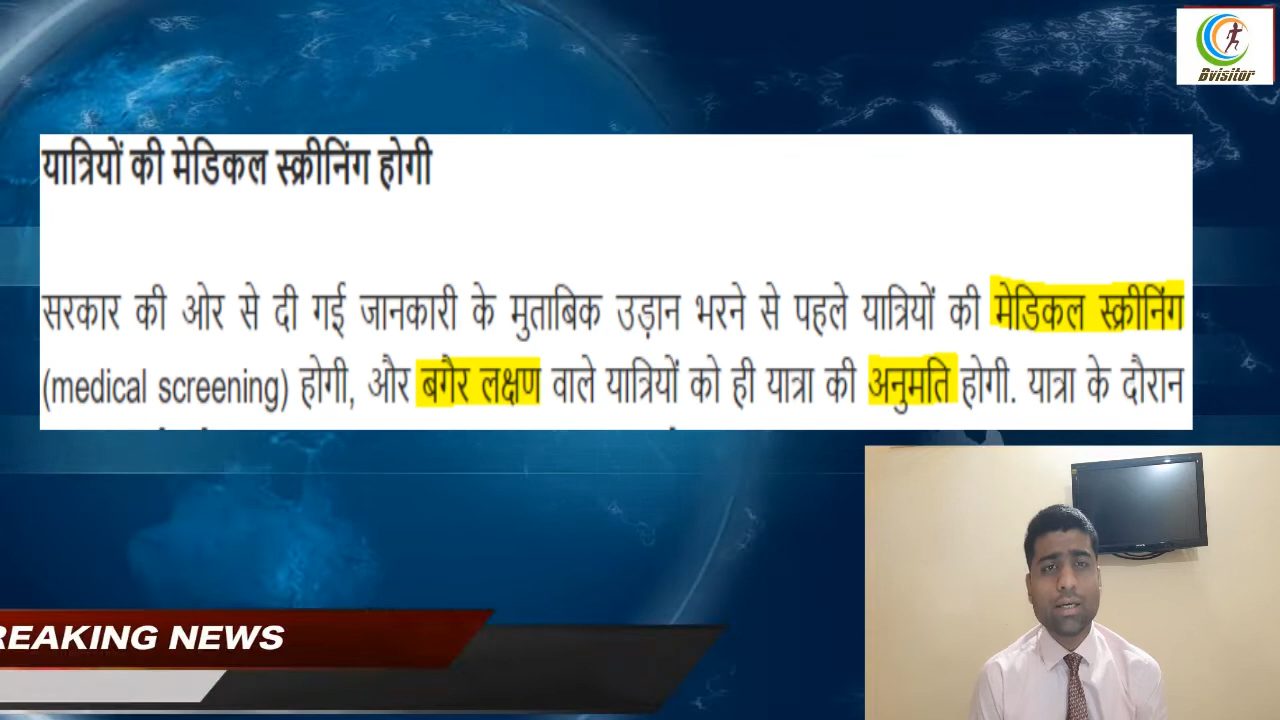 Bvisitor
यात्रियों की मेडिकल स्क्रीनिंग होगी
सरकार की ओर से दी गई जानकारी के मुताबिक उड़ान भरने से पहले यात्रियों की मेडिकल स्क्रीनिंग
(medical screening) होगी, और बगैर लक्षण वाले यात्रियों को ही यात्रा की अनुमति होगी. यात्रा के दौरान
REAKING NEWS